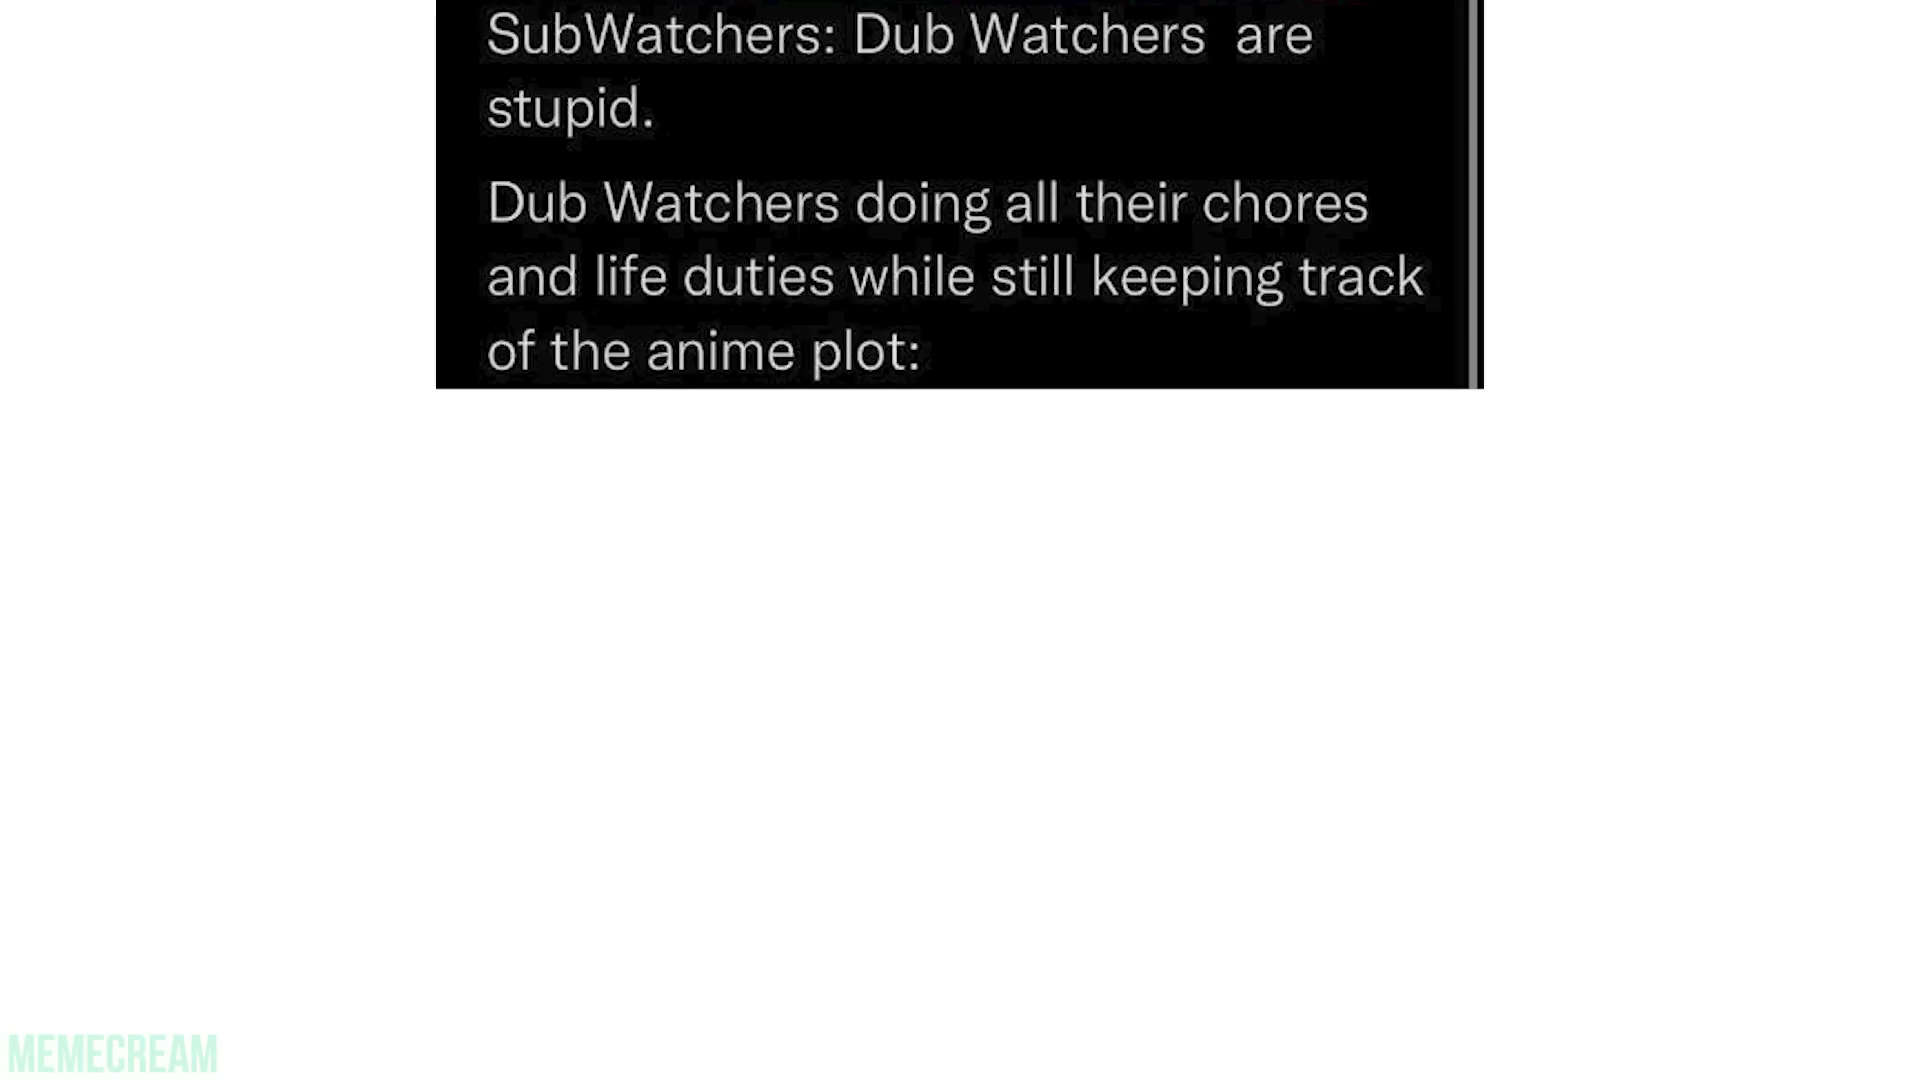 SubWatchers: Dub Watchers are
stupid.
Dub Watchers doing all their chores
and life duties while still keeping track
of the anime plot:
MEMECREAM